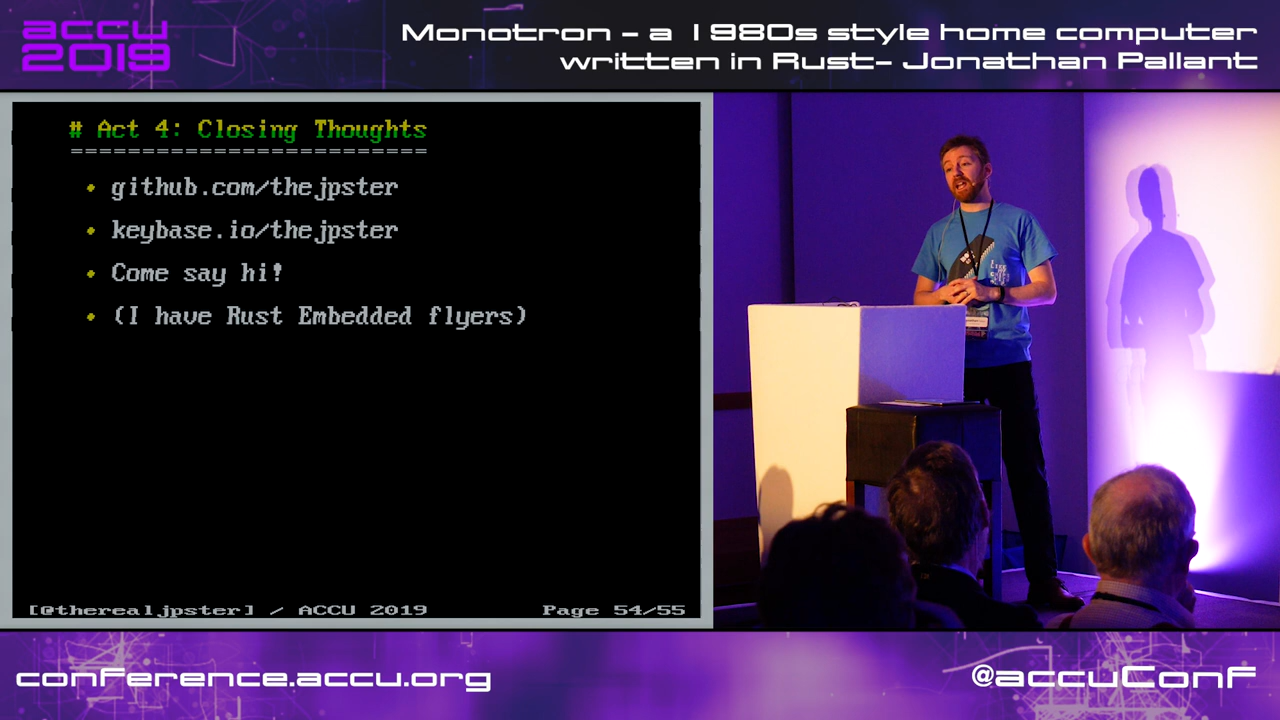 accu
2019
Monotron - a 1980s style home computer
written in Rust- Jonathan Pallant
# Act 4: Closing Thoughts
=========================
• github.com/thejpster
• keybase.io/thejpster
• Come say hi!
• (I have Rust Embedded flyers)
[@therealjpster] / ACCU 2019
Page 54/55
conference.accu.org
@accuConf